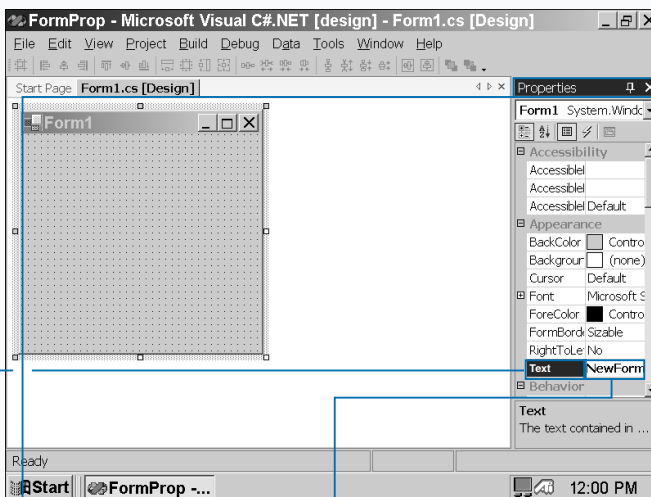 FormProp - Microsoft Visual C#.NET [design] - Form1.cs [Design]
File Edit View Project Build Debug Data Tools Window Help
Start Page Form1.cs [Design]
Form1
Properties
Form1 System.Windc
Accessibility
Accessiblel
Accessiblel
Accessiblel Default
Appearance
BackColor Contro
Backgrour (none)
Cursor Default
Font Microsoft S
ForeColor Contro
FormBord Sizable
RightToLe No
Text NewForm
Behavior
Text
The text contained in ...
Ready
Start FormProp -... 12:00 PM